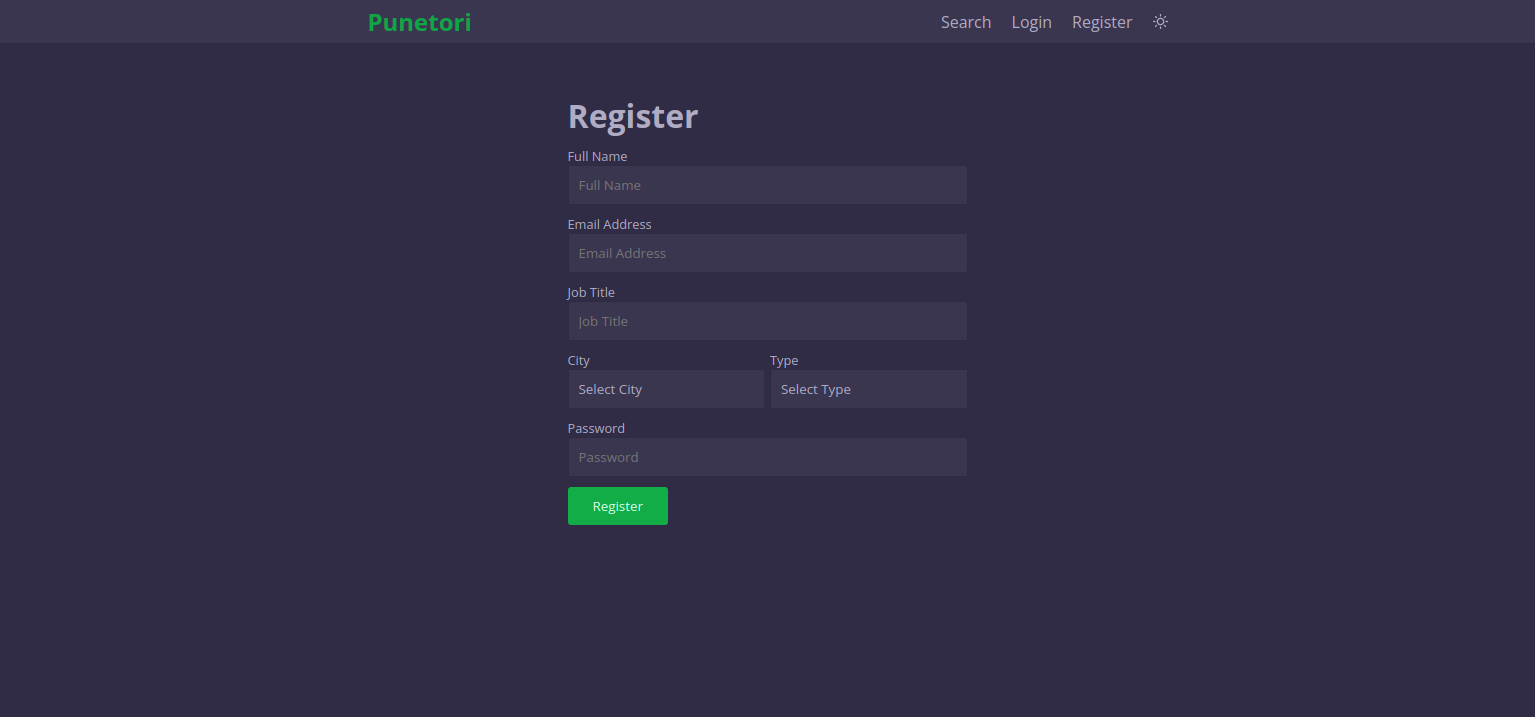 Punetori Search Login Register
Register
Full Name
Full Name
Email Address
Email Address
Job Title
Job Title
City Type
Select City Select Type
Password
Password
Register